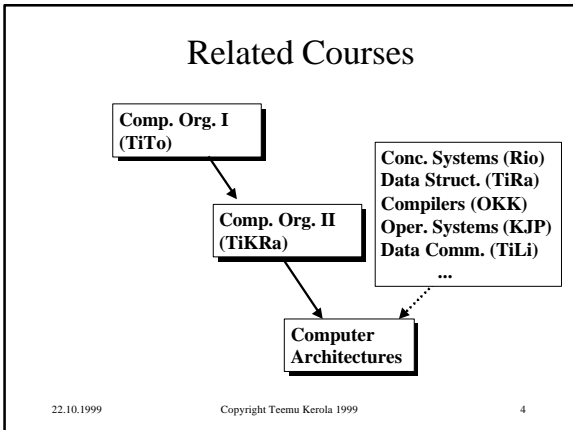 Related Courses
Comp. Org. I
(TiTo)
Conc. Systems (Rio)
Data Struct. (TiRa)
Compilers (OKK)
Oper. Systems (KJP)
Data Comm. (TiLi)
...
Comp. Org. II
(TiKRa)
Computer
Architectures
22.10.1999
Copyright Teemu Kerola 1999
4